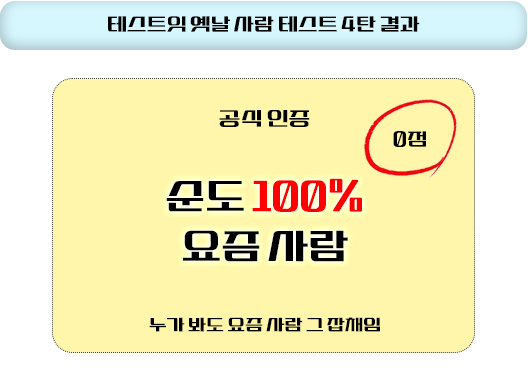 테스트의 옛날 사람 테스트 4탄 결과
공식 인증
0점
순도 100%
요즘 사람
누가 봐도 요즘 사람 그 잡채임